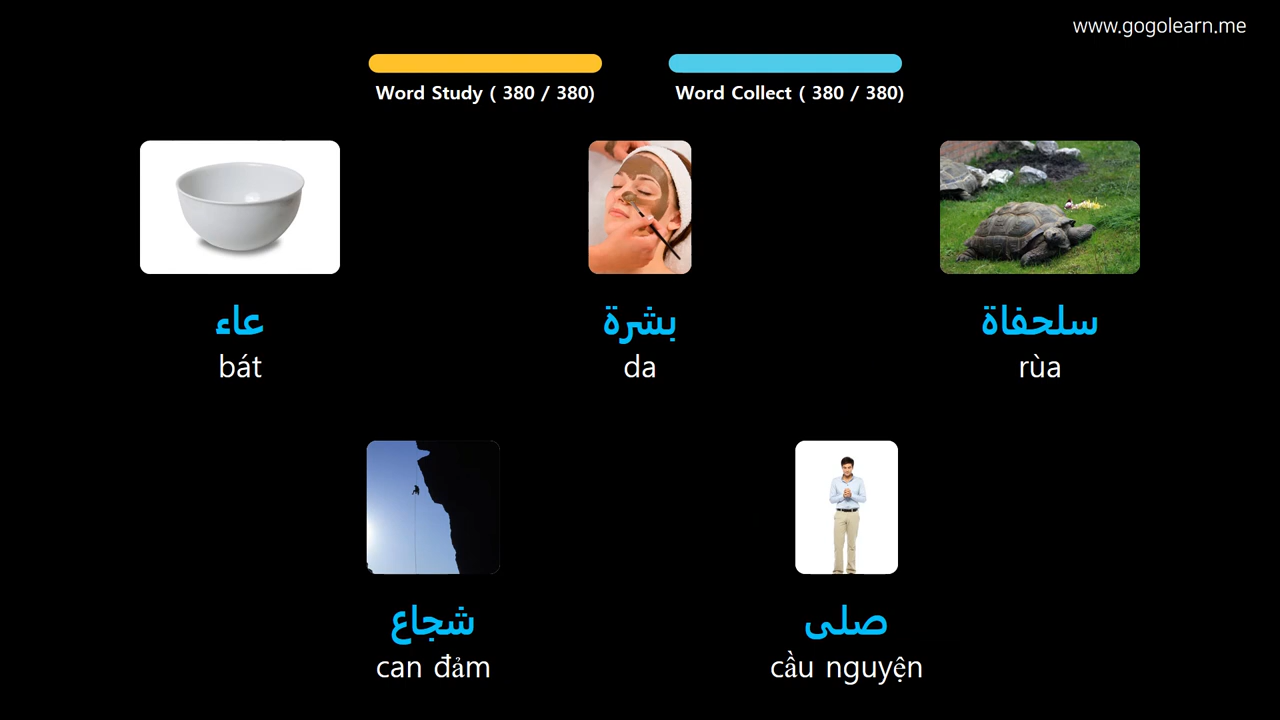 www.gogolearn.me
Word Study ( 380 / 380)
Word Collect ( 380 / 380)
عاء
bát
بشرة
da
سلحفاة
rùa
شجاع
can đảm
صلى
cầu nguyện